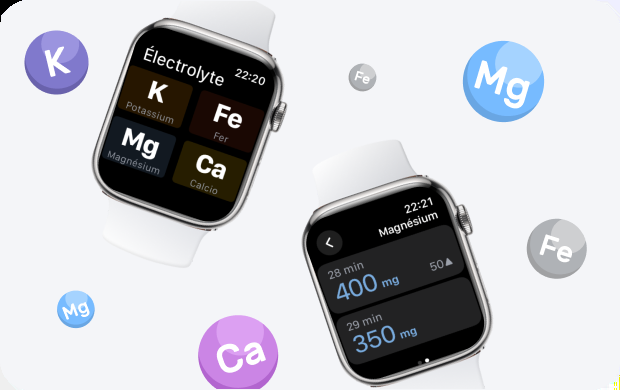 K
Électrolyte
22:20
K
Potassium
Fe
Fer
Mg
Magnésium
Ca
Calcio
Fe
Mg
22:21
Magnésium
28 min
400 mg
50▲
29 min
350 mg
Fe
Mg
Ca